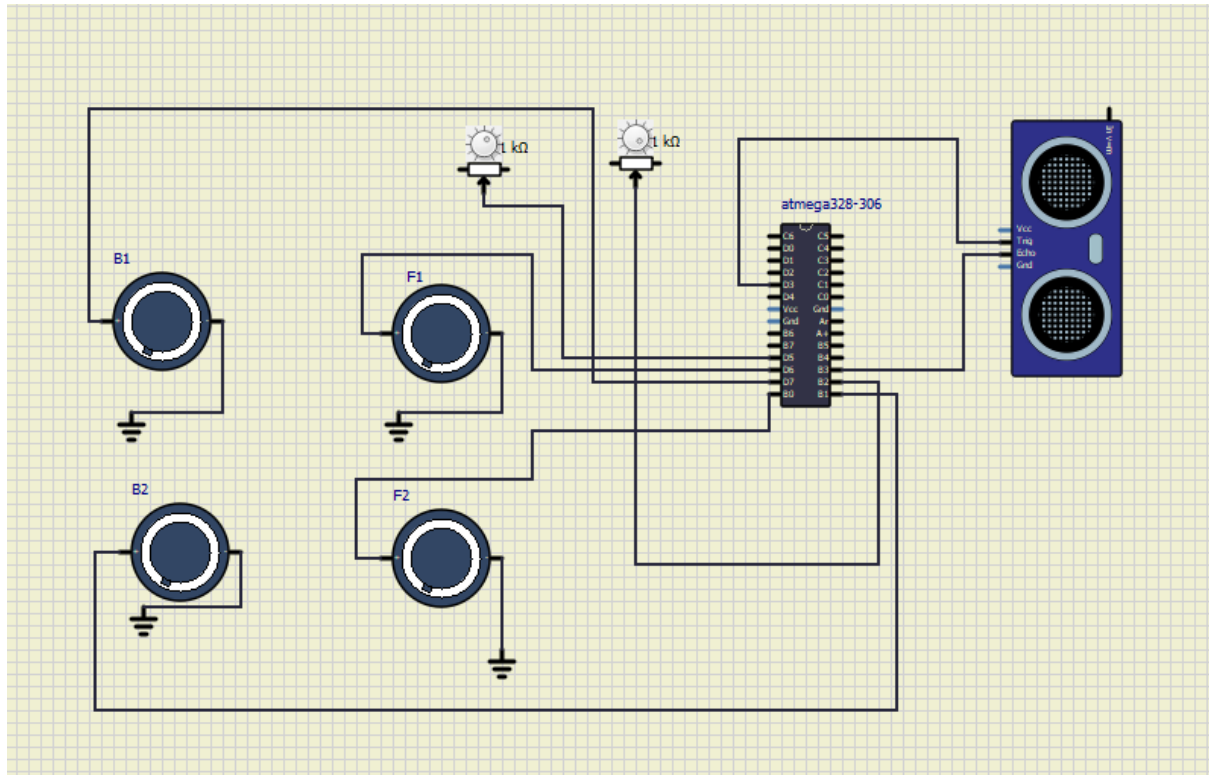 1 kΩ
1 kΩ
atmega328-306
B1
F1
B2
F2
C6
D0
D1
D2
D3
D4
Vcc
Gnd
B6
B7
D5
D6
D7
B0
C5
C4
C3
C2
C1
C0
Gnd
Ar
A+
B5
B4
B3
B2
B1
Vcc
Trig
Echo
Gnd